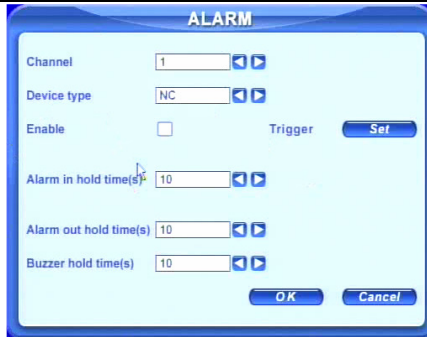 ALARM
Channel 1
Device type NC
Enable Trigger Set
Alarm in hold time(s) 10
Alarm out hold time(s) 10
Buzzer hold time(s) 10
OK Cancel